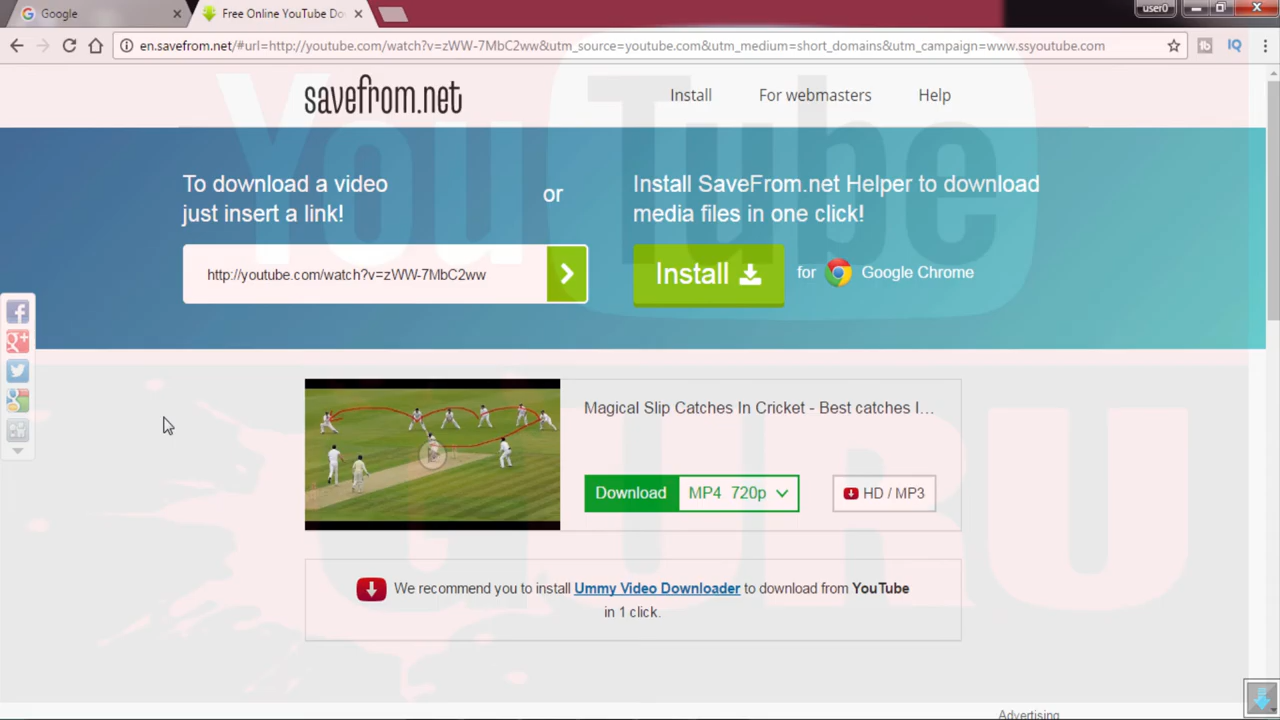 Google
Free Online YouTube Do
user0
en.savefrom.net/#url=http://youtube.com/watch?v=zWW-7MbC2ww&utm_source=youtube.com&utm_medium=short_domains&utm_campaign=www.ssyoutube.com
savefrom.net
Install
For webmasters
Help
YouTube
To download a video
just insert a link!
or
Install SaveFrom.net Helper to download
media files in one click!
http://youtube.com/watch?v=zWW-7MbC2ww
Install
for
Google Chrome
Magical Slip Catches In Cricket - Best catches I...
Download
MP4 720p
HD / MP3
GURU
We recommend you to install Ummy Video Downloader to download from YouTube
in 1 click.
Advertising